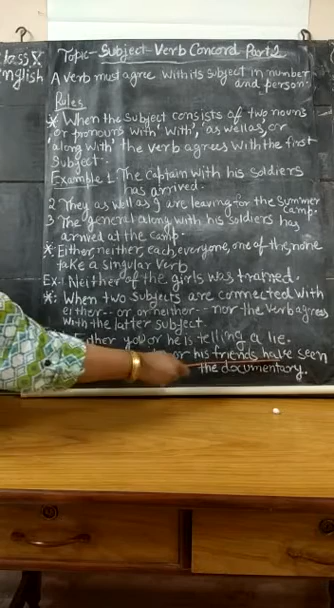 Class X
English
Topic- Subject-Verb Concord Part 2
A verb must agree with its subject in number
and person.
Rules
* When the subject consists of two nouns
or pronouns with 'with', 'as well as, or
'along with' the verb agrees with the first
subject.
Example 1. The captain with his soldiers
has arrived.
2 They as well as I are leaving for the summer
camp.
3 The general along with his soldiers has
arrived at the camp.
*. Either, neither, each, everyone, one of the, none
take a singular verb
Ex-1 Neither of the girls was trained.
*: When two subjects are connected with
either -- or or neither -- nor the verb agrees
with the latter subject.
you or he is telling a lie.
or his friends have seen
the documentary.